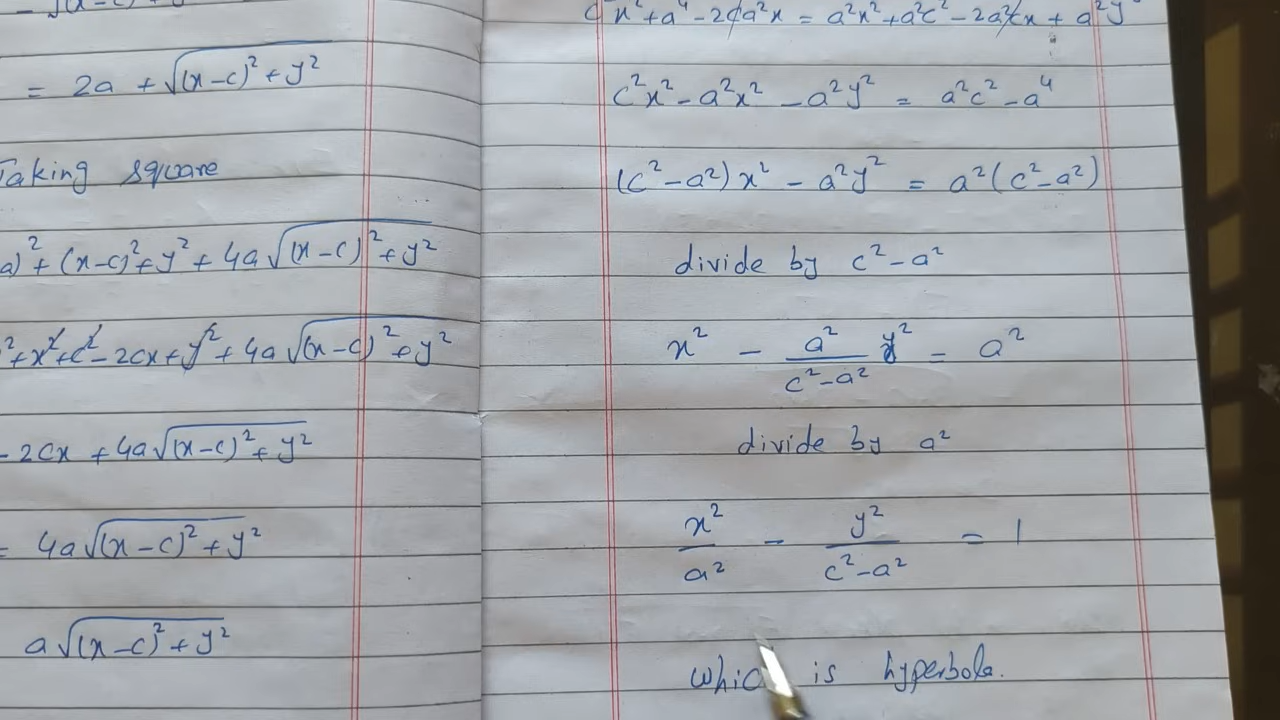 = 2a + √(x-c)² + y²
Taking square
a)² + (x-c)² + y² + 4a √(x-c)² + y²
² + x² + c² - 2cx + y² + 4a √(x-c)² + y²
- 2cx + 4a √(x-c)² + y²
= 4a √(x-c)² + y²
a √(x-c)² + y²
c²x² + a⁴ - 2ca²x = a²x² + a²c² - 2a²cx + a²y²
c²x² - a²x² - a²y² = a²c² - a⁴
(c² - a²) x² - a²y² = a² (c² - a²)
divide by c² - a²
x² - a²/(c² - a²) y² = a²
divide by a²
x²/a² - y²/(c² - a²) = 1
which is hyperbola.